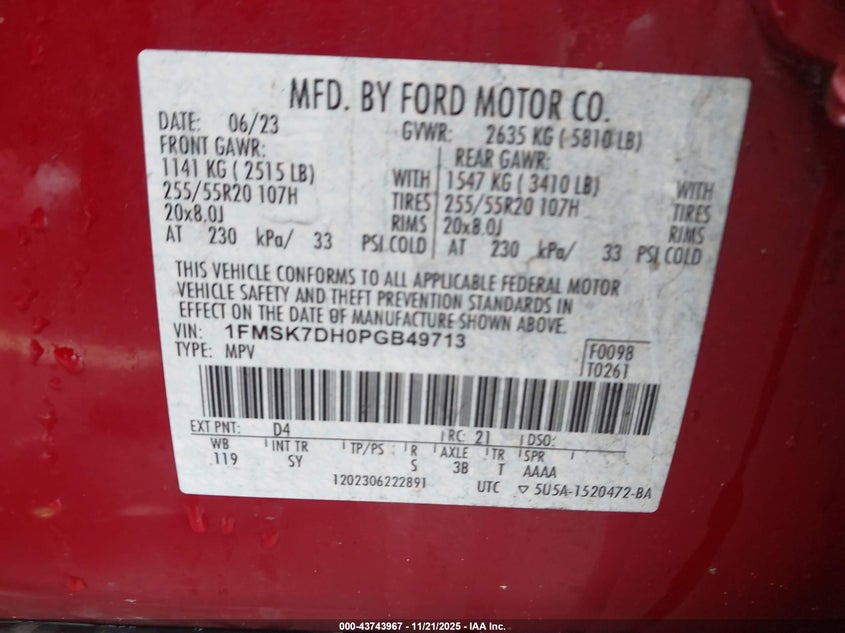 MFD. BY FORD MOTOR CO.
DATE: 06/23 GVWR: 2635 KG ( 5810 LB)
FRONT GAWR: REAR GAWR:
1141 KG ( 2515 LB) WITH 1547 KG ( 3410 LB) WITH
255/55R20 107H TIRES 255/55R20 107H TIRES
20x8.0J RIMS 20x8.0J RIMS
AT 230 kPa/ 33 PSI COLD AT 230 kPa/ 33 PSI COLD
THIS VEHICLE CONFORMS TO ALL APPLICABLE FEDERAL MOTOR
VEHICLE SAFETY AND THEFT PREVENTION STANDARDS IN
EFFECT ON THE DATE OF MANUFACTURE SHOWN ABOVE.
VIN: 1FMSK7DH0PGB49713
TYPE: MPV F0098
T0261
EXT PNT: D4 RC: 21 DSO:
WB INT TR TP/PS R AXLE TR SPR
119 SY S 3B T AAAA
1202306222891 UTC ▽ 5U5A-1520472-BA
000-43743967 - 11/21/2025 - IAA Inc.